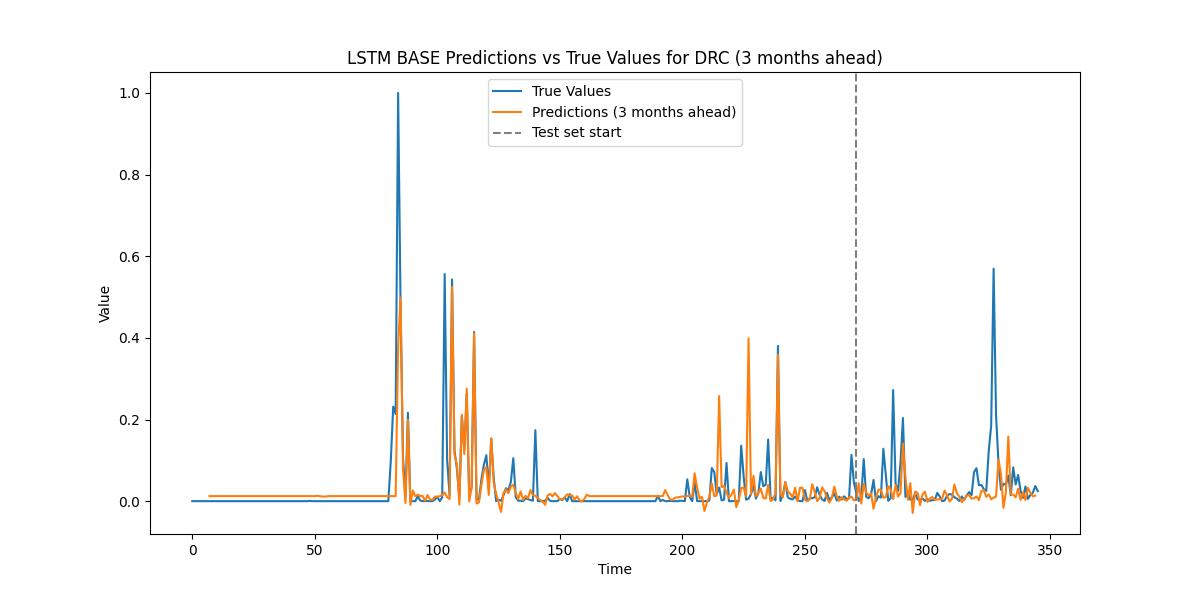 LSTM BASE Predictions vs True Values for DRC (3 months ahead)
True Values
Predictions (3 months ahead)
Test set start
1.0
0.8
0.6
0.4
0.2
0.0
Value
0 50 100 150 200 250 300 350
Time